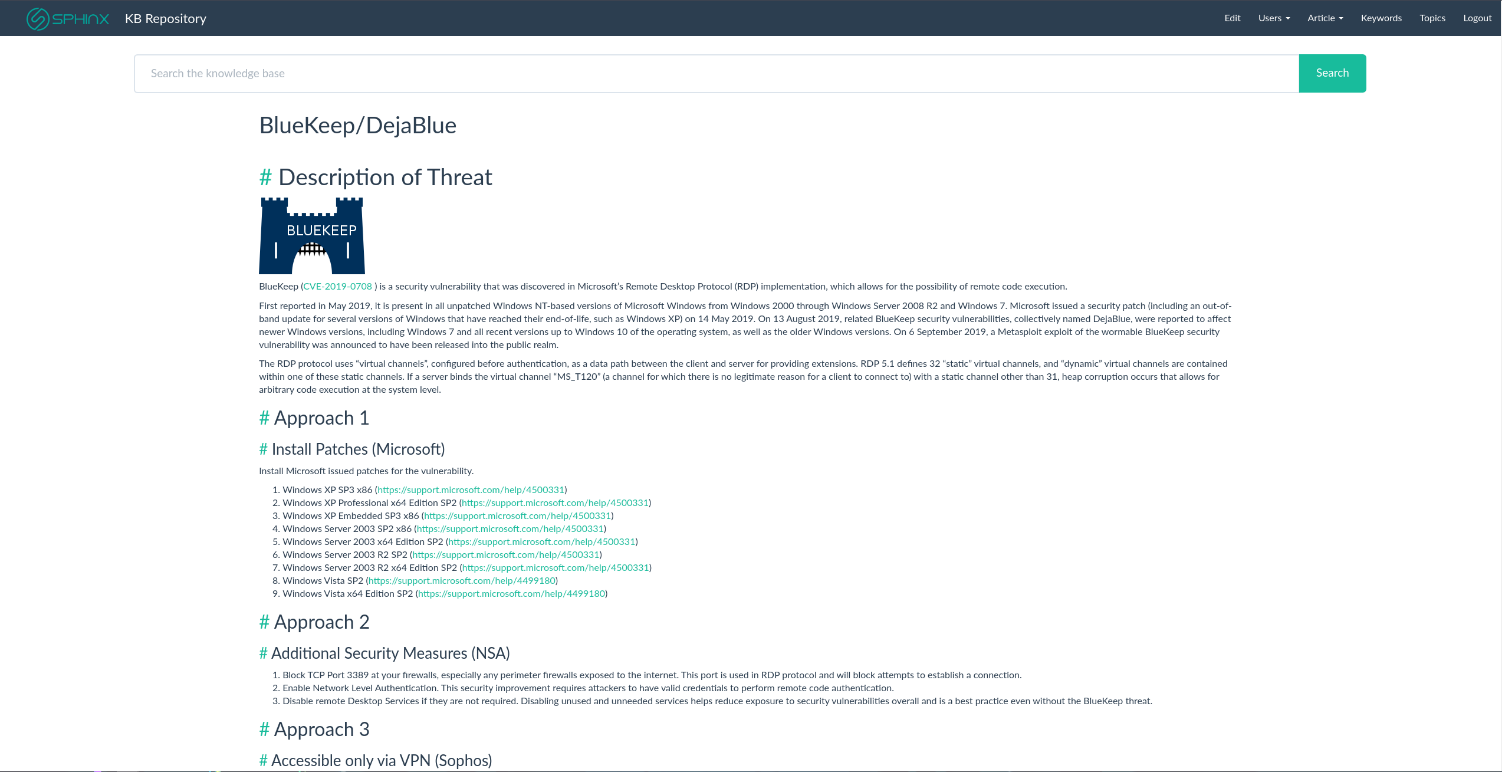 SPHINX KB Repository Edit Users Article Keywords Topics Logout
Search the knowledge base Search
BlueKeep/DejaBlue
# Description of Threat
BLUEKEEP
BlueKeep (CVE-2019-0708 ) is a security vulnerability that was discovered in Microsoft's Remote Desktop Protocol (RDP) implementation, which allows for the possibility of remote code execution.
First reported in May 2019, it is present in all unpatched Windows NT-based versions of Microsoft Windows from Windows 2000 through Windows Server 2008 R2 and Windows 7. Microsoft issued a security patch (including an out-of-
band update for several versions of Windows that have reached their end-of-life, such as Windows XP) on 14 May 2019. On 13 August 2019, related BlueKeep security vulnerabilities, collectively named DejaBlue, were reported to affect
newer Windows versions, including Windows 7 and all recent versions up to Windows 10 of the operating system, as well as the older Windows versions. On 6 September 2019, a Metasploit exploit of the wormable BlueKeep security
vulnerability was announced to have been released into the public realm.
The RDP protocol uses "virtual channels", configured before authentication, as a data path between the client and server for providing extensions. RDP 5.1 defines 32 "static" virtual channels, and "dynamic" virtual channels are contained
within one of these static channels. If a server binds the virtual channel "MS_T120" (a channel for which there is no legitimate reason for a client to connect to) with a static channel other than 31, heap corruption occurs that allows for
arbitrary code execution at the system level.
# Approach 1
# Install Patches (Microsoft)
Install Microsoft issued patches for the vulnerability.
1. Windows XP SP3 x86 (https://support.microsoft.com/help/4500331)
2. Windows XP Professional x64 Edition SP2 (https://support.microsoft.com/help/4500331)
3. Windows XP Embedded SP3 x86 (https://support.microsoft.com/help/4500331)
4. Windows Server 2003 SP2 x86 (https://support.microsoft.com/help/4500331)
5. Windows Server 2003 x64 Edition SP2 (https://support.microsoft.com/help/4500331)
6. Windows Server 2003 R2 SP2 (https://support.microsoft.com/help/4500331)
7. Windows Server 2003 R2 x64 Edition SP2 (https://support.microsoft.com/help/4500331)
8. Windows Vista SP2 (https://support.microsoft.com/help/4499180)
9. Windows Vista x64 Edition SP2 (https://support.microsoft.com/help/4499180)
# Approach 2
# Additional Security Measures (NSA)
1. Block TCP Port 3389 at your firewalls, especially any perimeter firewalls exposed to the internet. This port is used in RDP protocol and will block attempts to establish a connection.
2. Enable Network Level Authentication. This security improvement requires attackers to have valid credentials to perform remote code authentication.
3. Disable remote Desktop Services if they are not required. Disabling unused and unneeded services helps reduce exposure to security vulnerabilities overall and is a best practice even without the BlueKeep threat.
# Approach 3
# Accessible only via VPN (Sophos)